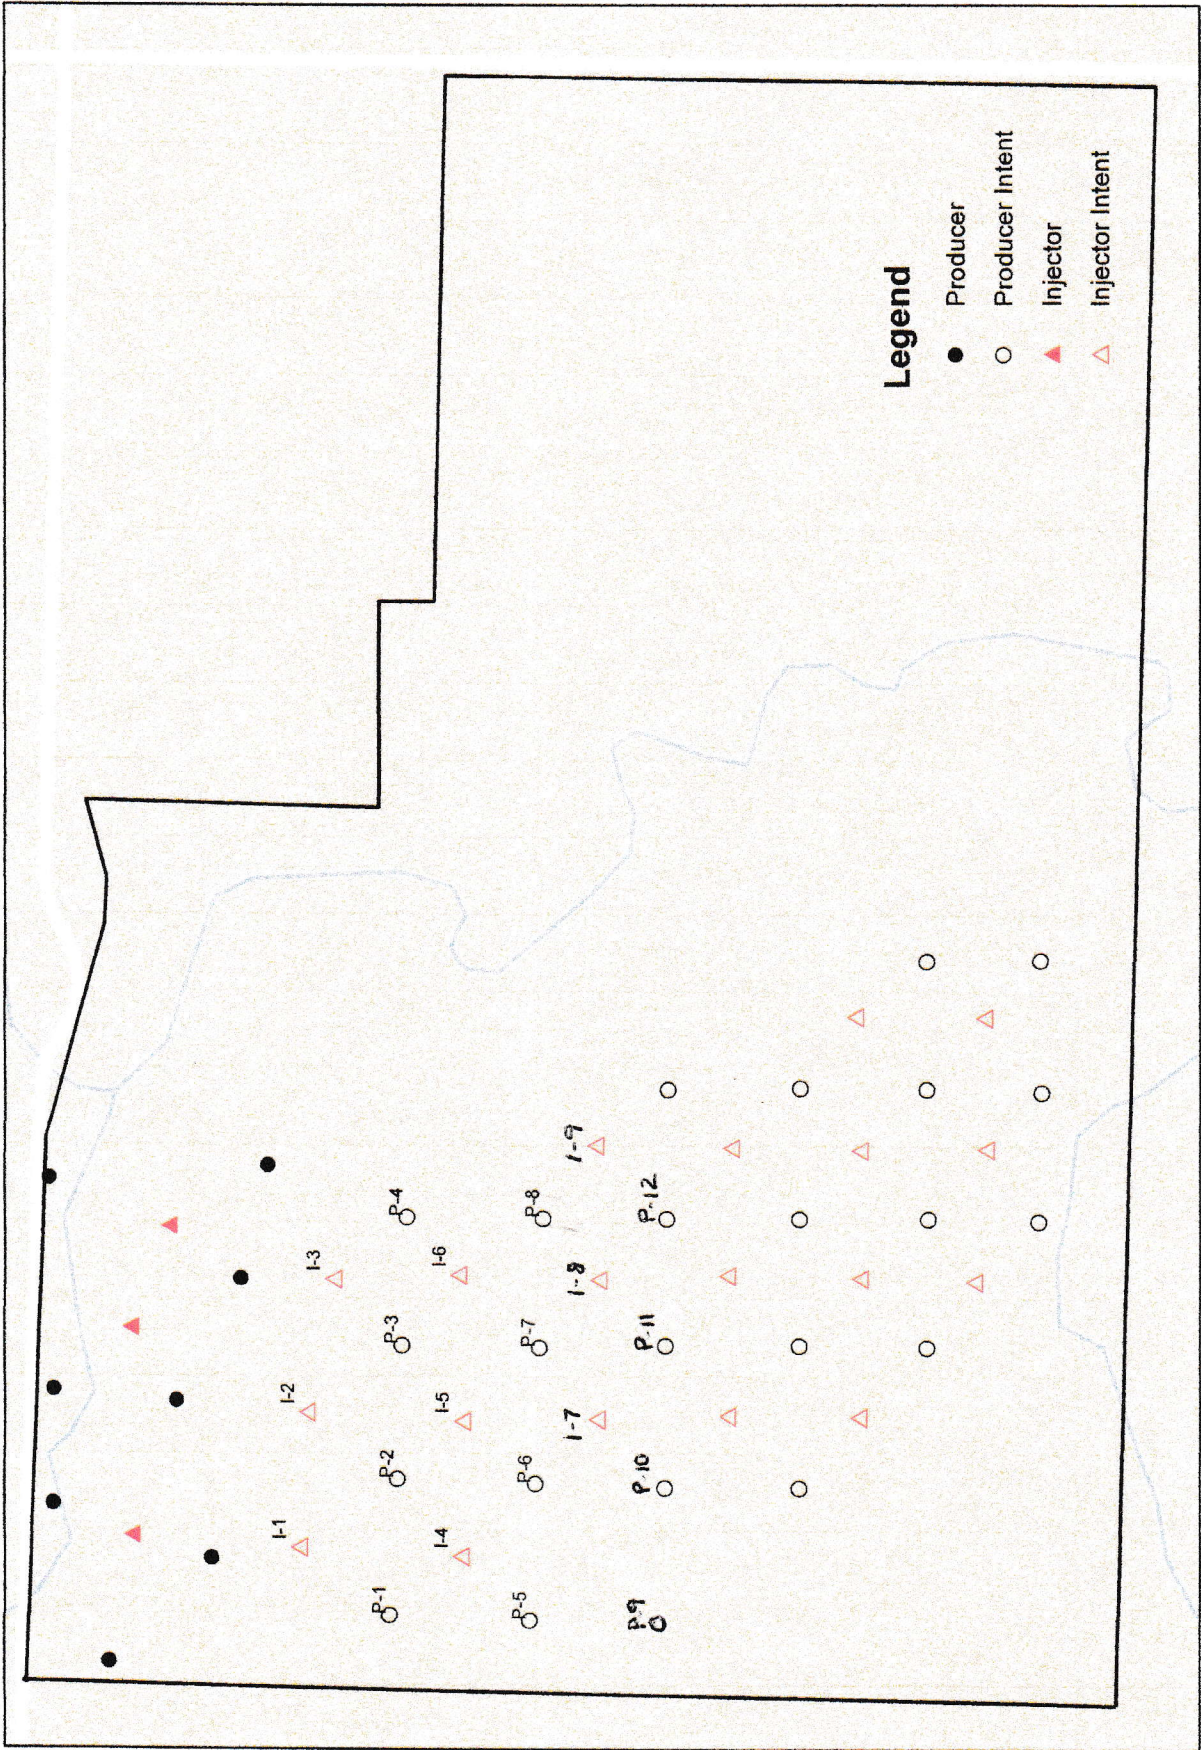 I-1
I-2
I-3
P-1
P-2
P-3
P-4
I-4
I-5
I-6
P-5
P-6
P-7
P-8
I-7
I-8
I-9
P.9
P.10
P.11
P.12
Legend
Producer
Producer Intent
Injector
Injector Intent